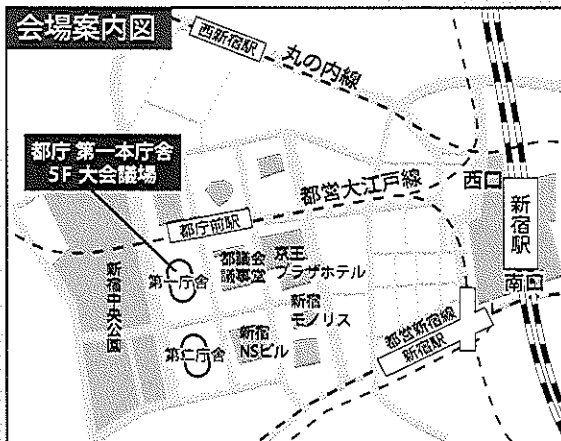 会場案内図
西新宿駅
丸の内線
都庁 第一本庁舎
5F 大会議場
都営大江戸線
西口
新宿駅
都庁前駅
南口
新宿中央公園
第一庁舎
都議会
議事堂
京王
プラザホテル
新宿
モノリス
第二庁舎
新宿
NSビル
都営新宿線
新宿駅